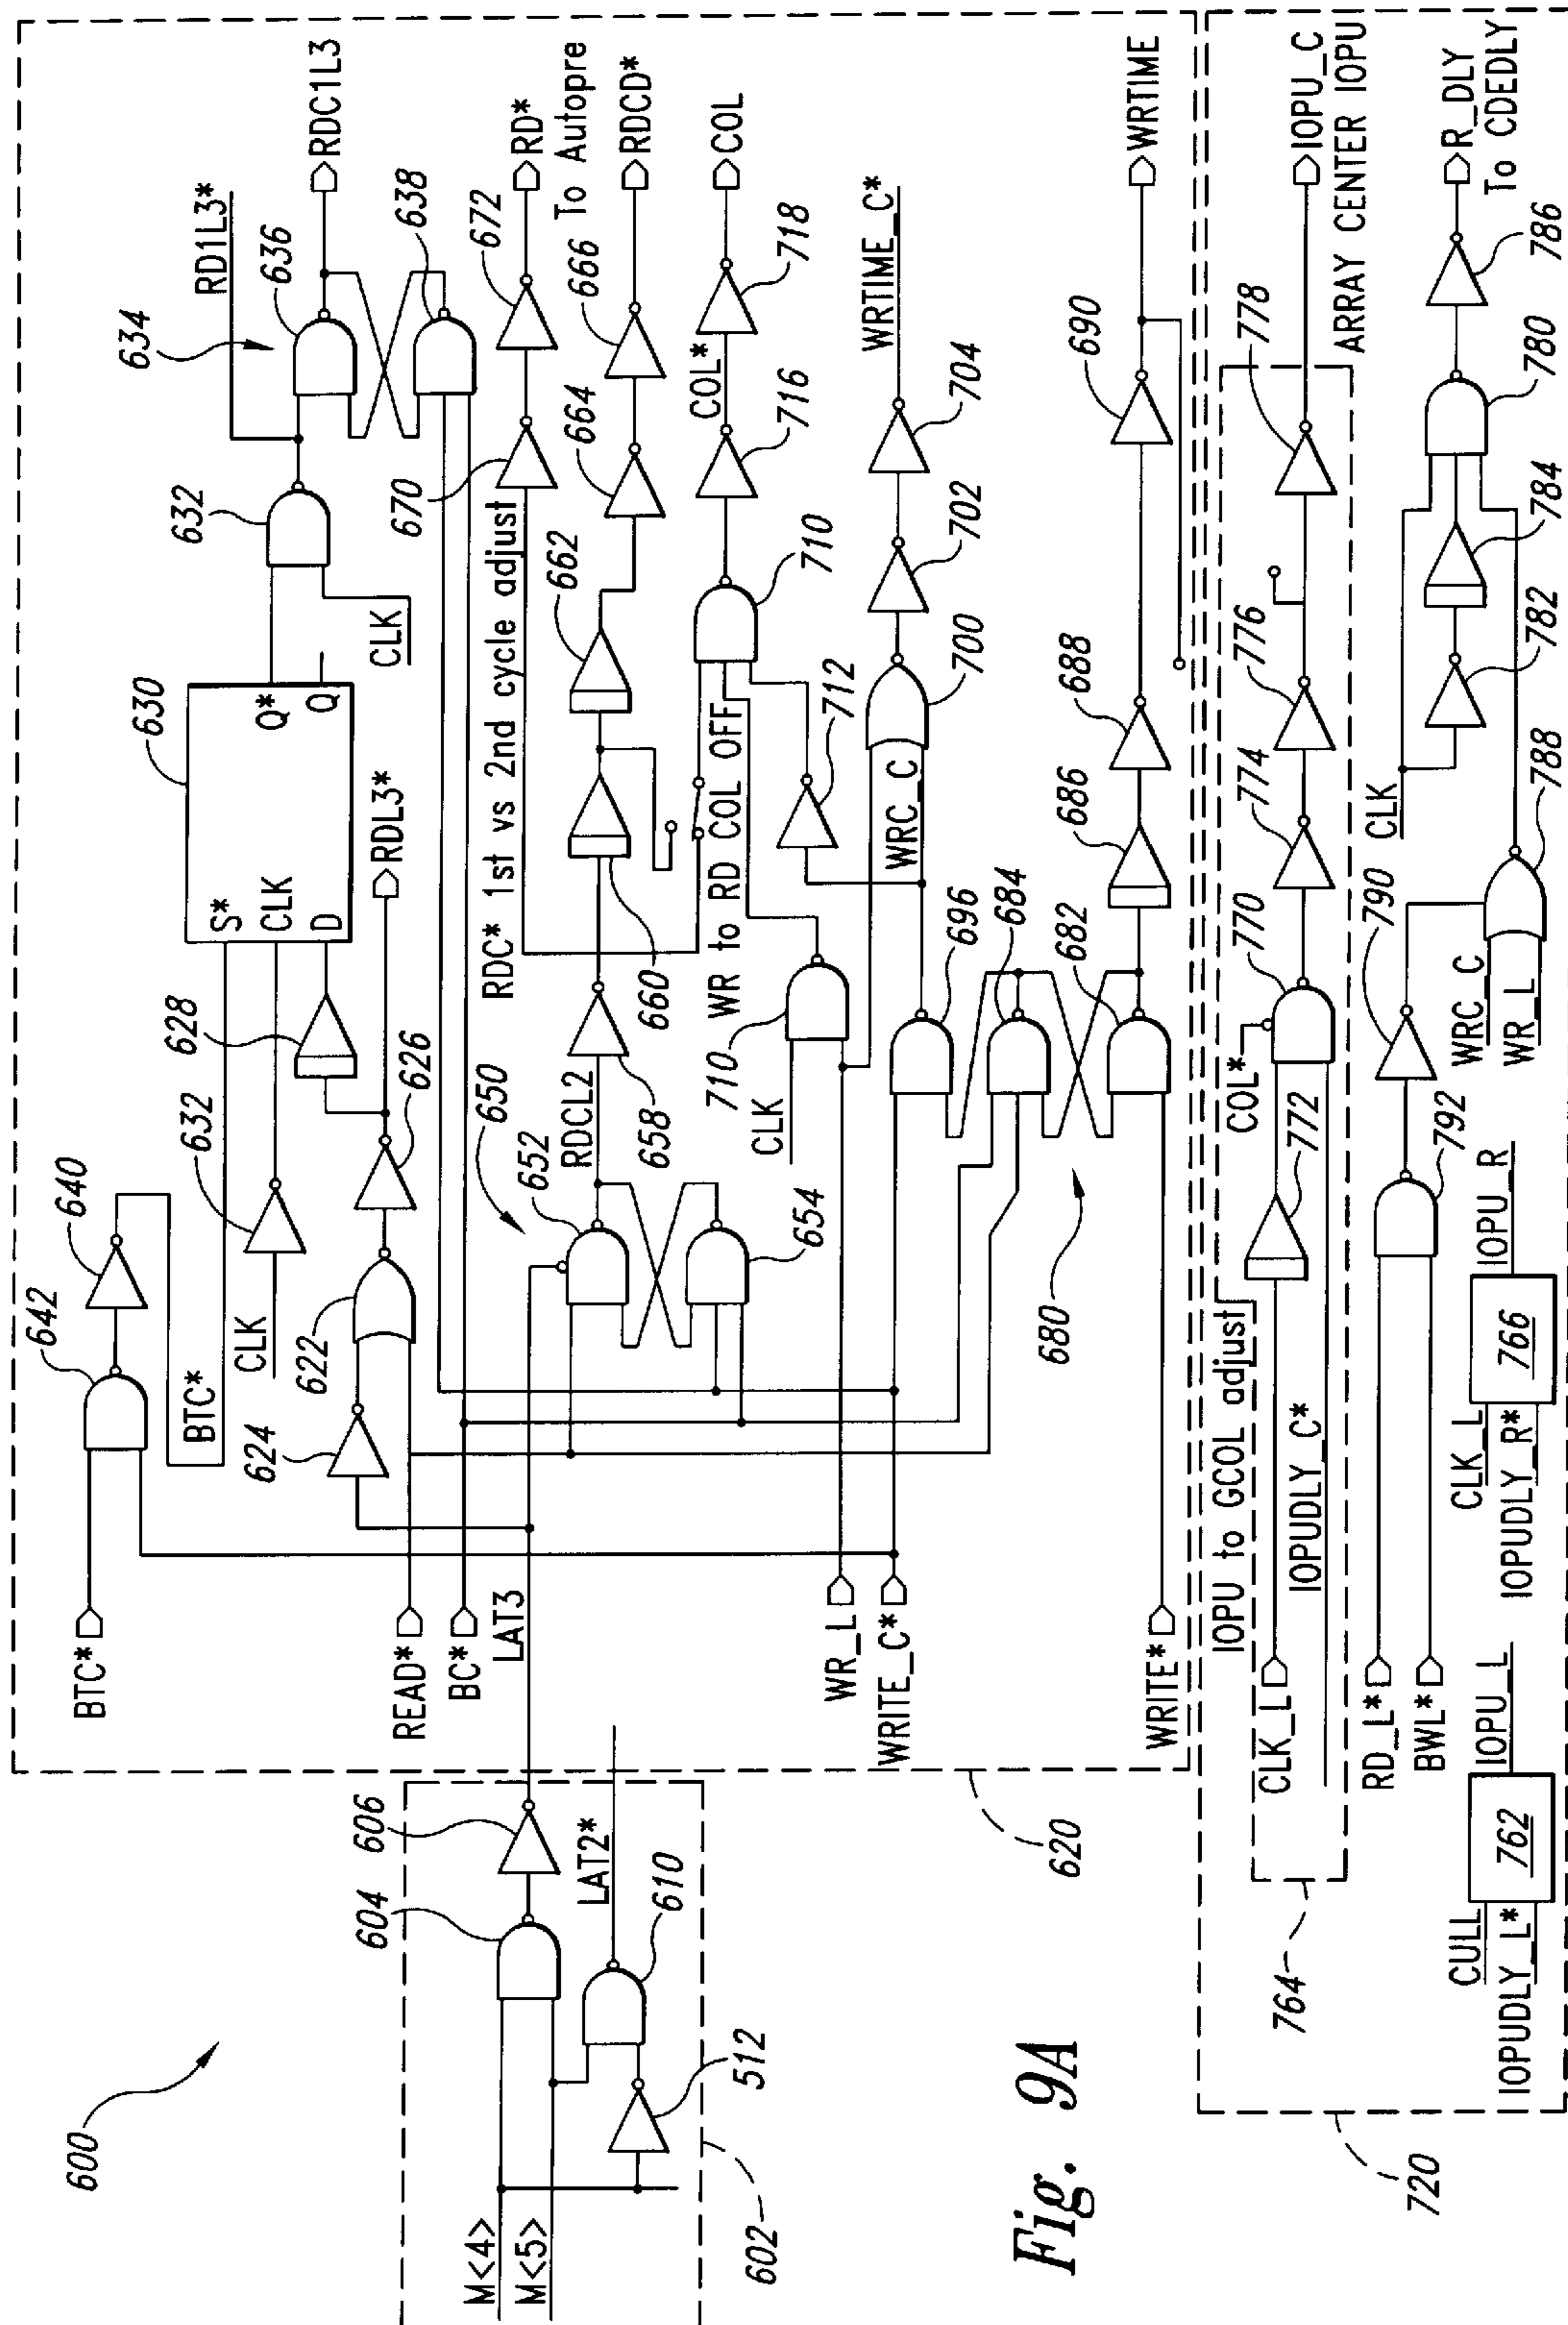 600
M<4>
M<5>
602
604
606
LAT2*
610
512
Fig. 9A
620
BTC*
642
640
BTC*
CLK
632
S*
CLK
D
630
Q*
Q
CLK
632
RD1L3*
634
636
638
RDC1L3
624
622
626
628
RDL3*
READ*
BC*
LAT3
650
652
654
RDCL2
658
660
662
664
666
RDCD*
RDC* 1st vs 2nd cycle adjust
670
672
RD*
To Autopre
WR to RD COL OFF
CLK
710
710
712
716
COL*
718
COL
WR_L
WRITE_C*
WRC_C
700
702
704
WRTIME_C*
696
684
682
680
686
688
690
WRTIME
WRITE*
IOPU to GCOL adjust
CLK_L
IOPUDLY_C*
772
COL*
770
774
776
778
IOPU_C
ARRAY CENTER IOPU
764
RD_L*
BWL*
792
790
WRC_C
WR_L
788
CLK
782
784
780
786
R_DLY
To CDEDLY
CULL
IOPUDLY_L*
762
IOPU_L
CLK_L
IOPUDLY_R*
766
IOPU_R
720